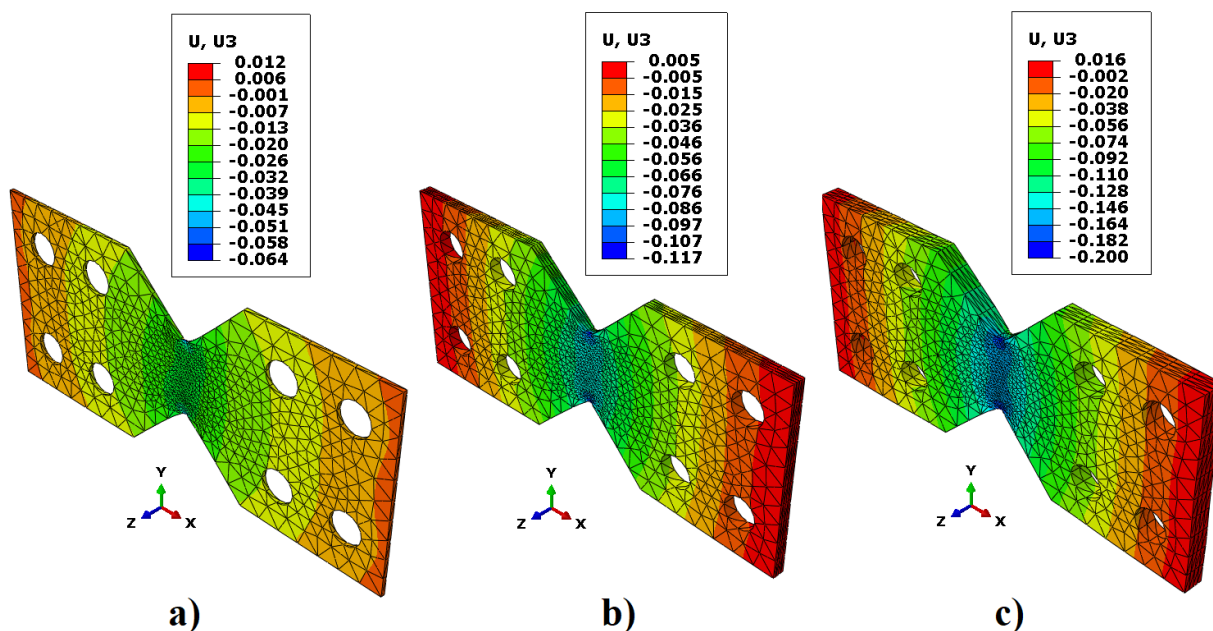 U, U3
0.012
0.006
-0.001
-0.007
-0.013
-0.020
-0.026
-0.032
-0.039
-0.045
-0.051
-0.058
-0.064
Y
Z
X
a)
U, U3
0.005
-0.005
-0.015
-0.025
-0.036
-0.046
-0.056
-0.066
-0.076
-0.086
-0.097
-0.107
-0.117
Y
Z
X
b)
U, U3
0.016
-0.002
-0.020
-0.038
-0.056
-0.074
-0.092
-0.110
-0.128
-0.146
-0.164
-0.182
-0.200
Y
Z
X
c)